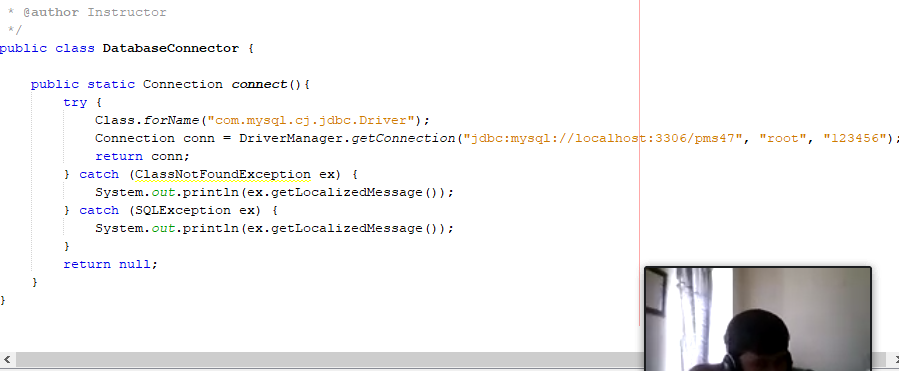 * @author Instructor
*/
public class DatabaseConnector {
public static Connection connect(){
try {
Class.forName("com.mysql.cj.jdbc.Driver");
Connection conn = DriverManager.getConnection("jdbc:mysql://localhost:3306/pms47", "root", "123456");
return conn;
} catch (ClassNotFoundException ex) {
System.out.println(ex.getLocalizedMessage());
} catch (SQLException ex) {
System.out.println(ex.getLocalizedMessage());
}
return null;
}
}